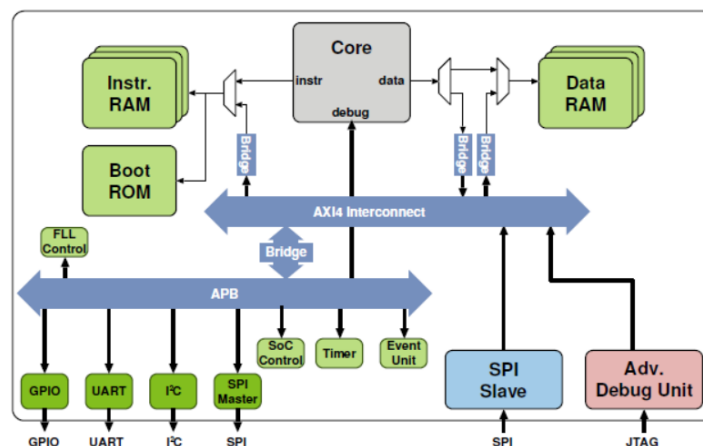 Core
instr
data
debug
Instr.
RAM
Data
RAM
Boot
ROM
Bridge
Bridge
Bridge
AXI4 Interconnect
FLL
Control
Bridge
APB
SoC
Control
Timer
Event
Unit
GPIO
UART
I²C
SPI
Master
SPI
Slave
Adv.
Debug Unit
GPIO
UART
I²C
SPI
SPI
JTAG